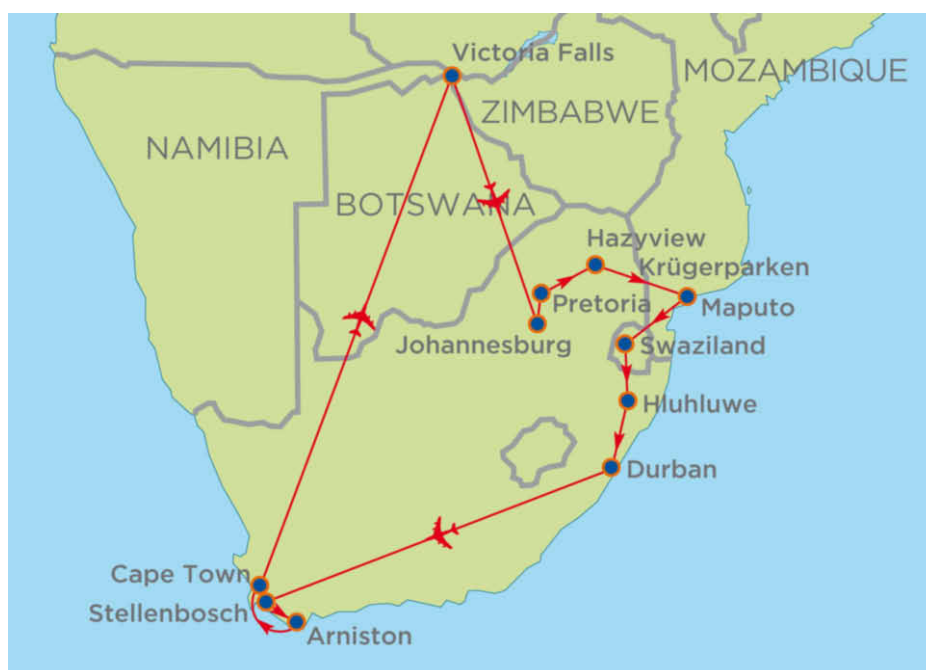 Victoria Falls
MOZAMBIQUE
ZIMBABWE
NAMIBIA
BOTSWANA
Hazyview
Krügerparken
Pretoria
Maputo
Johannesburg
Swaziland
Hluhluwe
Durban
Cape Town
Stellenbosch
Arniston